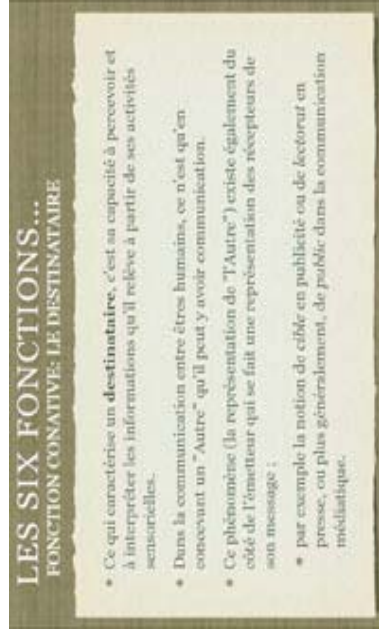 LES SIX FONCTIONS...
FONCTION CONATIVE: LE DESTINATAIRE
• Ce qui caractérise un destinataire, c'est sa capacité à percevoir et
à interpréter les informations qu'il relève à partir de ses activités
sensorielles.
• Dans la communication entre êtres humains, ce n'est qu'en
concevant un "Autre" qu'il peut y avoir communication.
• Ce phénomène (la représentation de "l'Autre") existe également du
côté de l'émetteur qui se fait une représentation des récepteurs de
son message :
• par exemple la notion de cible en publicité ou de lectorat en
presse, ou plus généralement, de public dans la communication
médiatique.